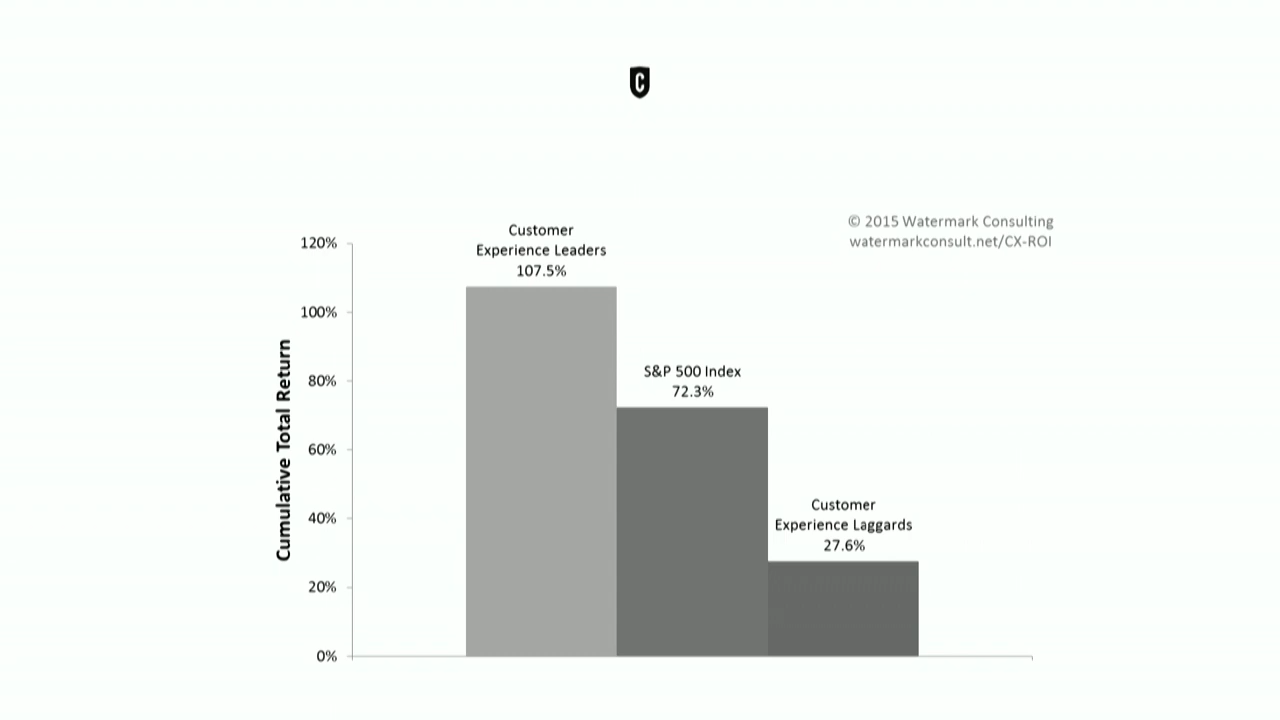 C
© 2015 Watermark Consulting
watermarkconsult.net/CX-ROI
Cumulative Total Return
120%
100%
80%
60%
40%
20%
0%
Customer
Experience Leaders
107.5%
S&P 500 Index
72.3%
Customer
Experience Laggards
27.6%